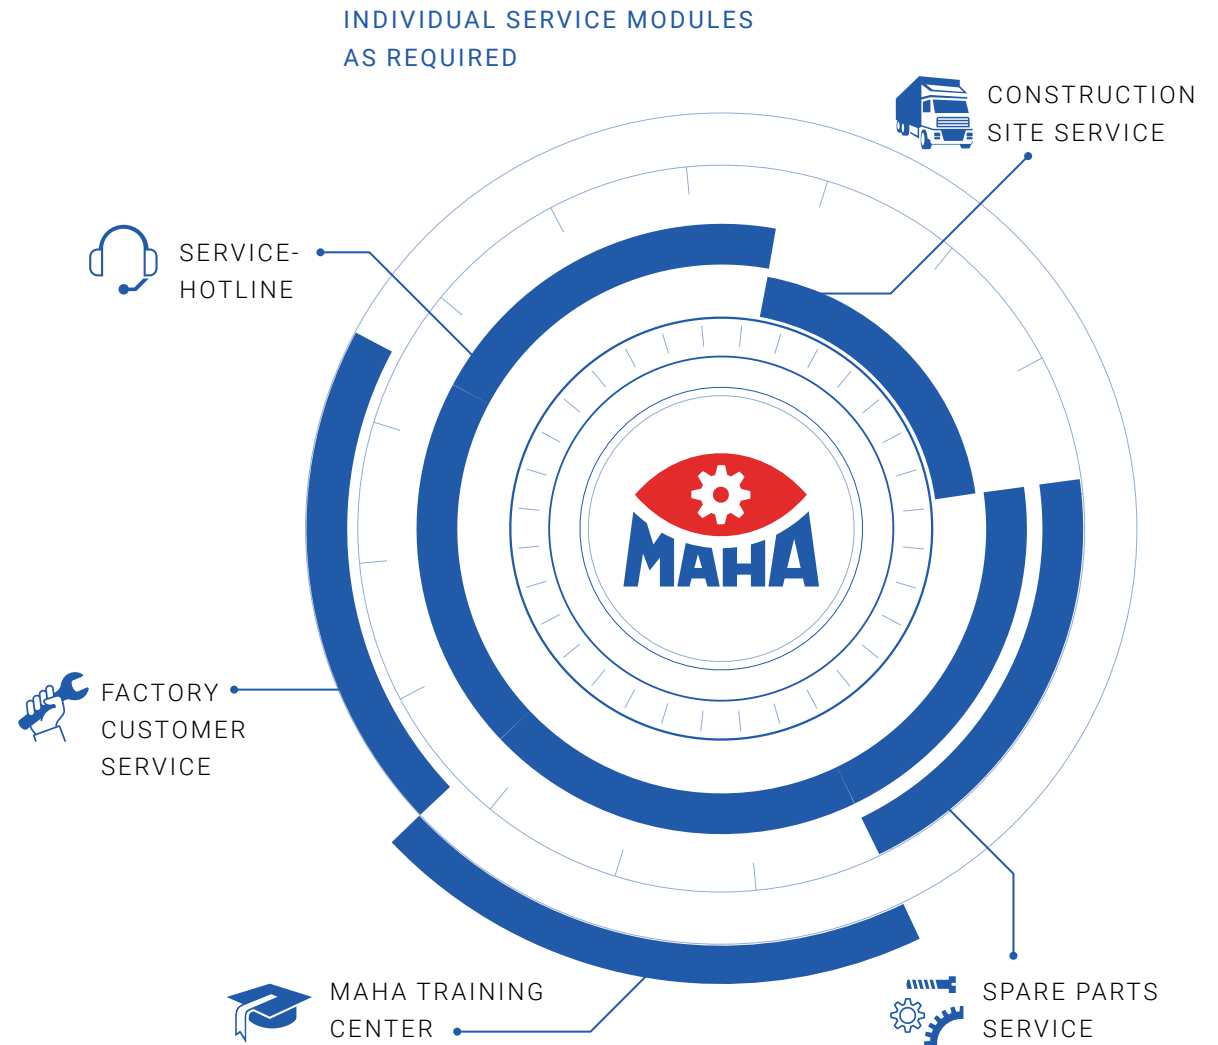 INDIVIDUAL SERVICE MODULES
AS REQUIRED
CONSTRUCTION
SITE SERVICE
SERVICE-
HOTLINE
MAHA
FACTORY
CUSTOMER
SERVICE
MAHA TRAINING
CENTER
SPARE PARTS
SERVICE